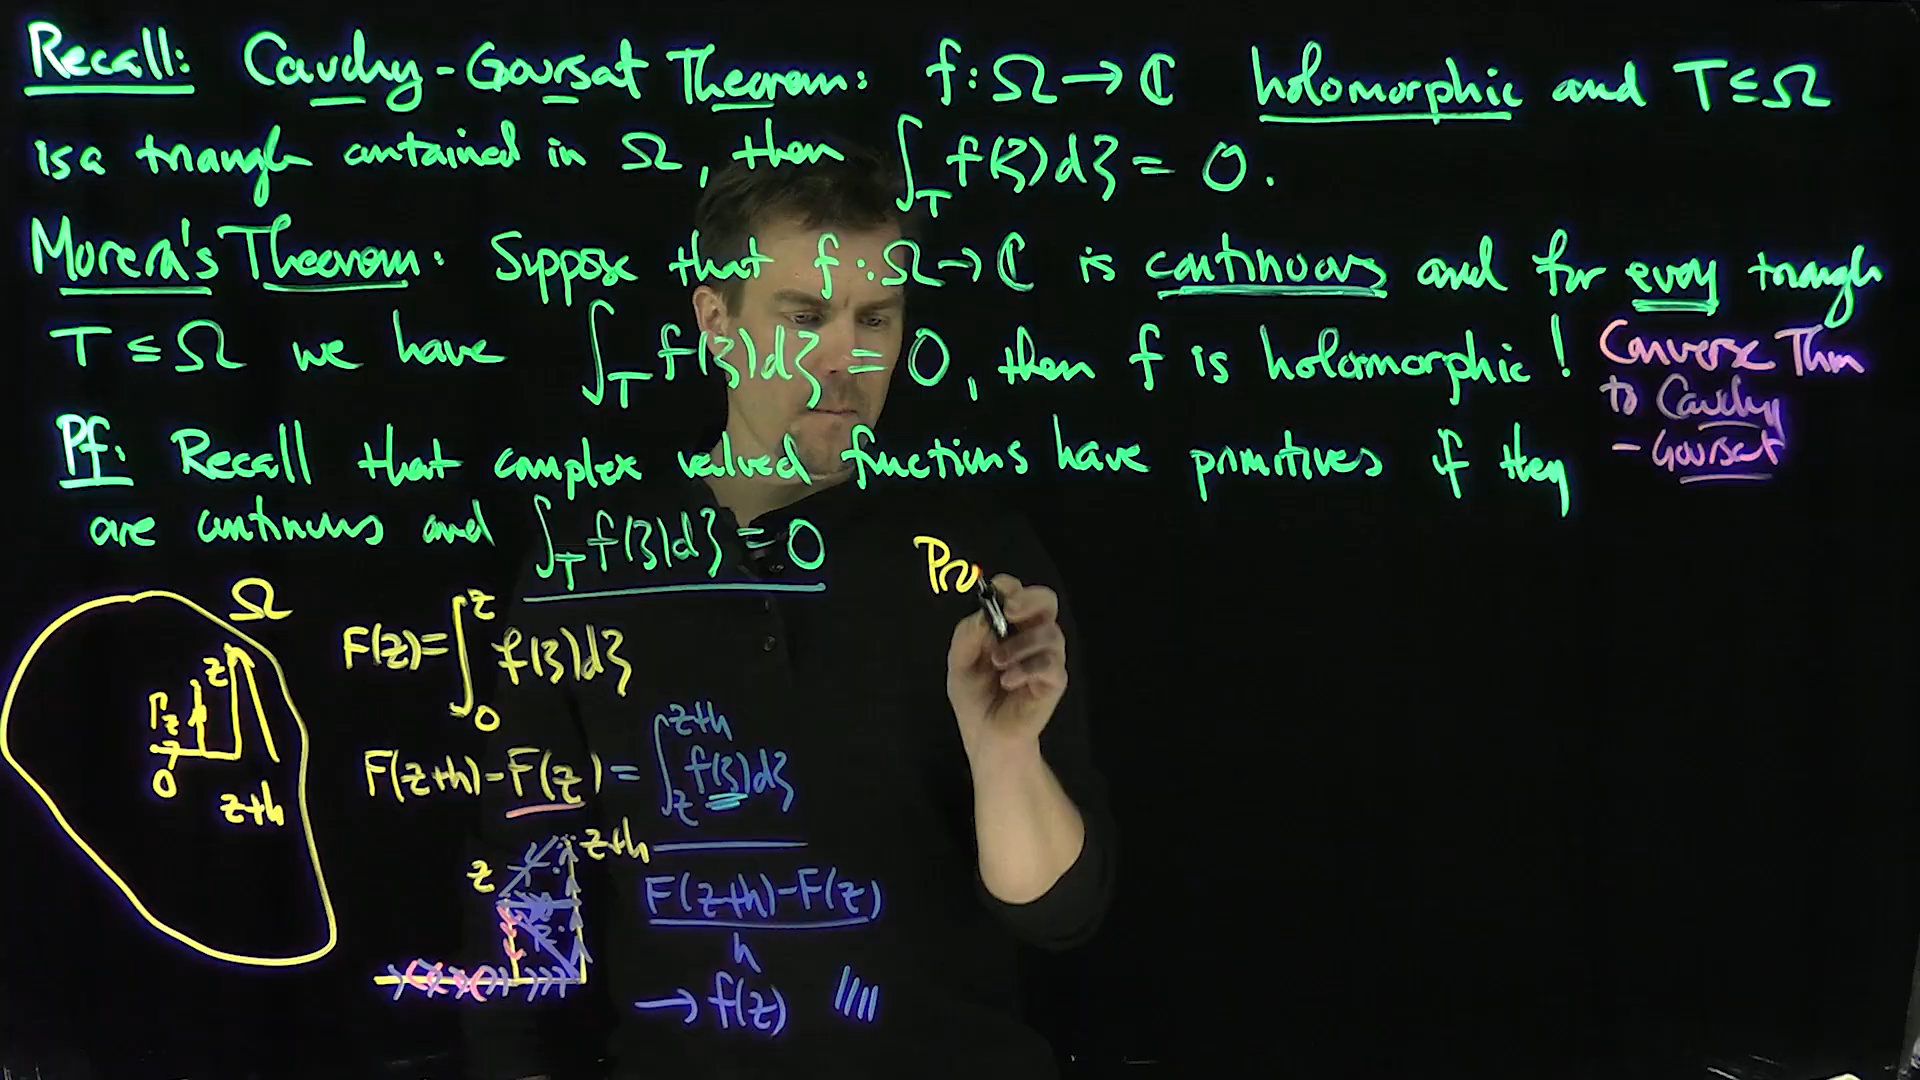 Recall: Cauchy-Goursat Theorem: f:Ω→ℂ holomorphic and T⊆Ω
is a triangle contained in Ω, then ∫_T f(ζ)dζ = 0.
Morera's Theorem: Suppose that f:Ω→ℂ is continuous and for every triangle
T⊆Ω we have ∫_T f(ζ)dζ = 0, then f is holomorphic!
Converse Thm
to Cauchy
-Goursat
Pf: Recall that complex valued functions have primitives if they
are continuous and ∫_T f(ζ)dζ = 0
Ω
z
Γ_z
0
z+h
F(z)=∫_0^z f(ζ)dζ
F(z+h)-F(z)=∫_z^{z+h} f(ζ)dζ
z+h
z
F(z+h)-F(z)
h
→ f(z) ////
Pro